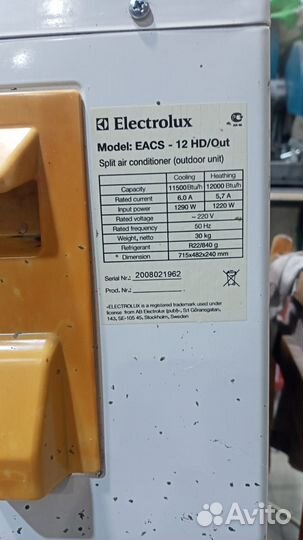 Electrolux
Model: EACS - 12 HD/Out
Split air conditioner (outdoor unit)
Cooling Heathing
Capacity 11500Btu/h 12000 Btu/h
Rated current 6,0 A 5,7 A
Input power 1290 W 1220 W
Rated voltage ~ 220 V
Rated frequency 50 Hz
Weight, netto 30 kg
Refrigerant R22/840 g
* Dimension 715x482x240 mm
Serial Nr.: 2008021962
Prod. Nr.:
«ELECTROLUX is a registered trademark used under
license from AB Electrolux (publ)., S:t Göransgatan,
143, SE-105 45, Stockholm, Sweden
Avito